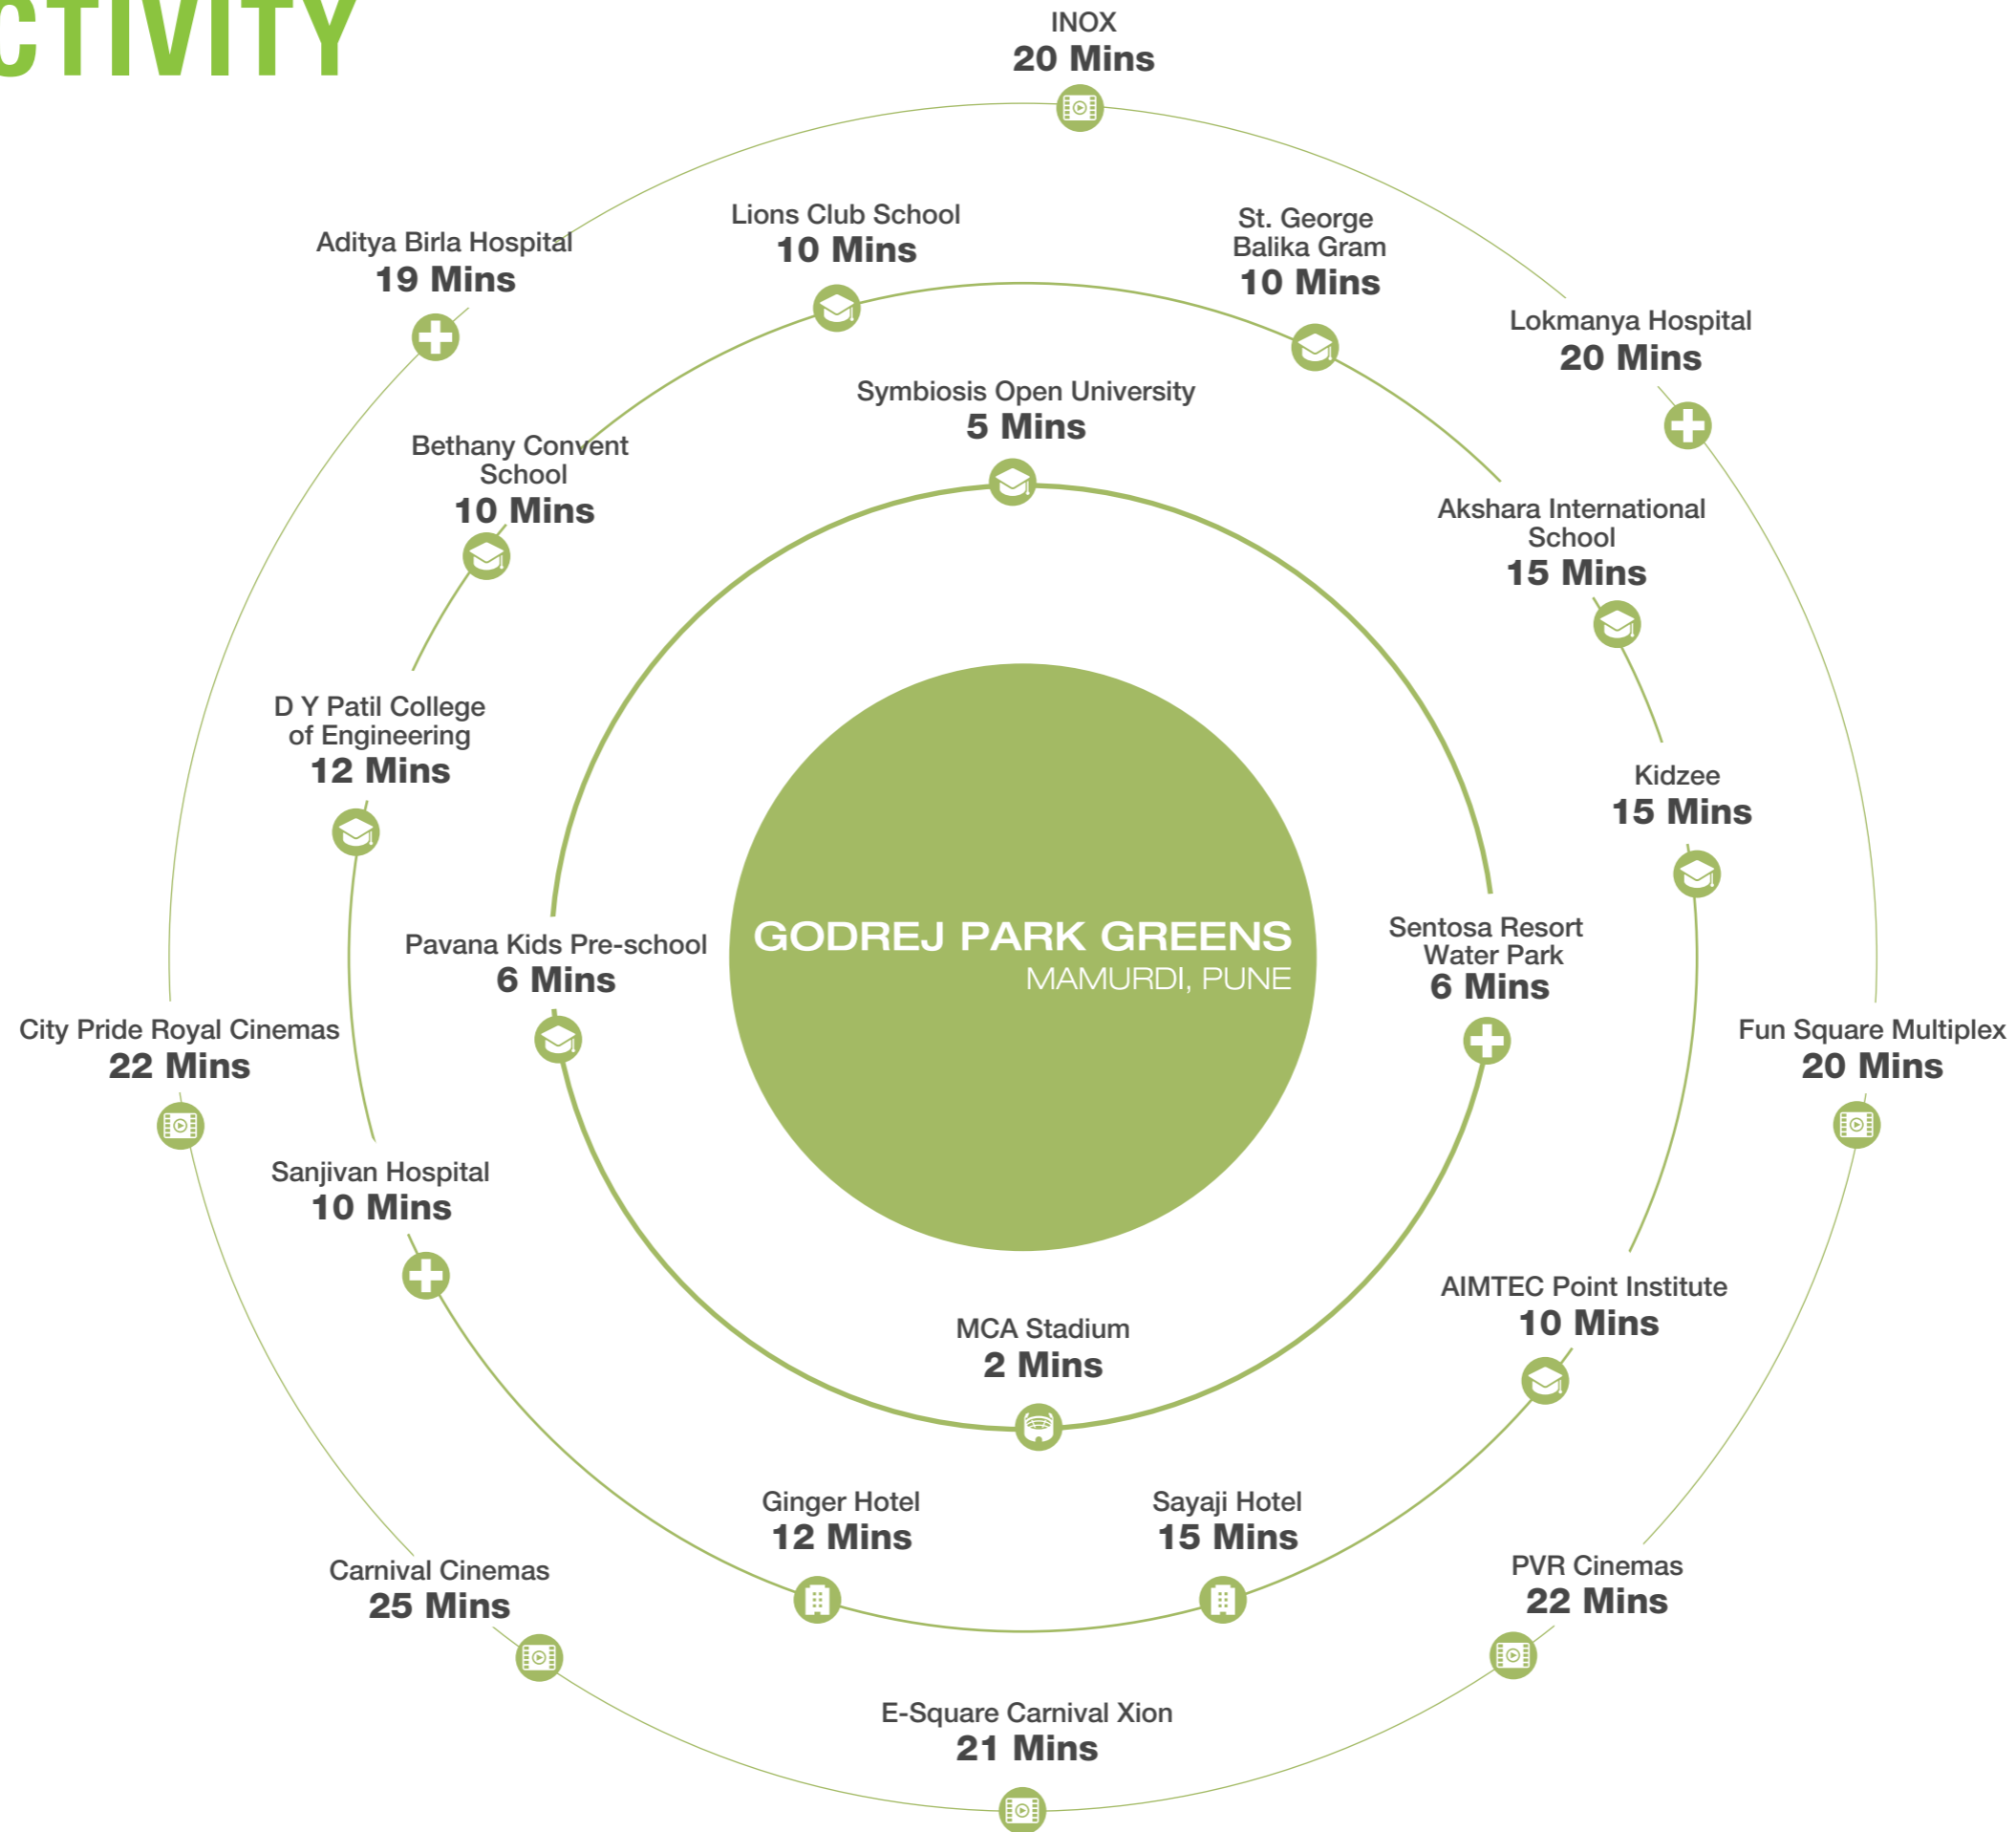 CTIVITY
INOX
20 Mins
Lions Club School
10 Mins
St. George
Balika Gram
10 Mins
Aditya Birla Hospital
19 Mins
Lokmanya Hospital
20 Mins
Symbiosis Open University
5 Mins
Bethany Convent
School
10 Mins
Akshara International
School
15 Mins
D Y Patil College
of Engineering
12 Mins
Kidzee
15 Mins
Pavana Kids Pre-school
6 Mins
GODREJ PARK GREENS
MAMURDI, PUNE
Sentosa Resort
Water Park
6 Mins
City Pride Royal Cinemas
22 Mins
Fun Square Multiplex
20 Mins
Sanjivan Hospital
10 Mins
AIMTEC Point Institute
10 Mins
MCA Stadium
2 Mins
Ginger Hotel
12 Mins
Sayaji Hotel
15 Mins
Carnival Cinemas
25 Mins
PVR Cinemas
22 Mins
E-Square Carnival Xion
21 Mins